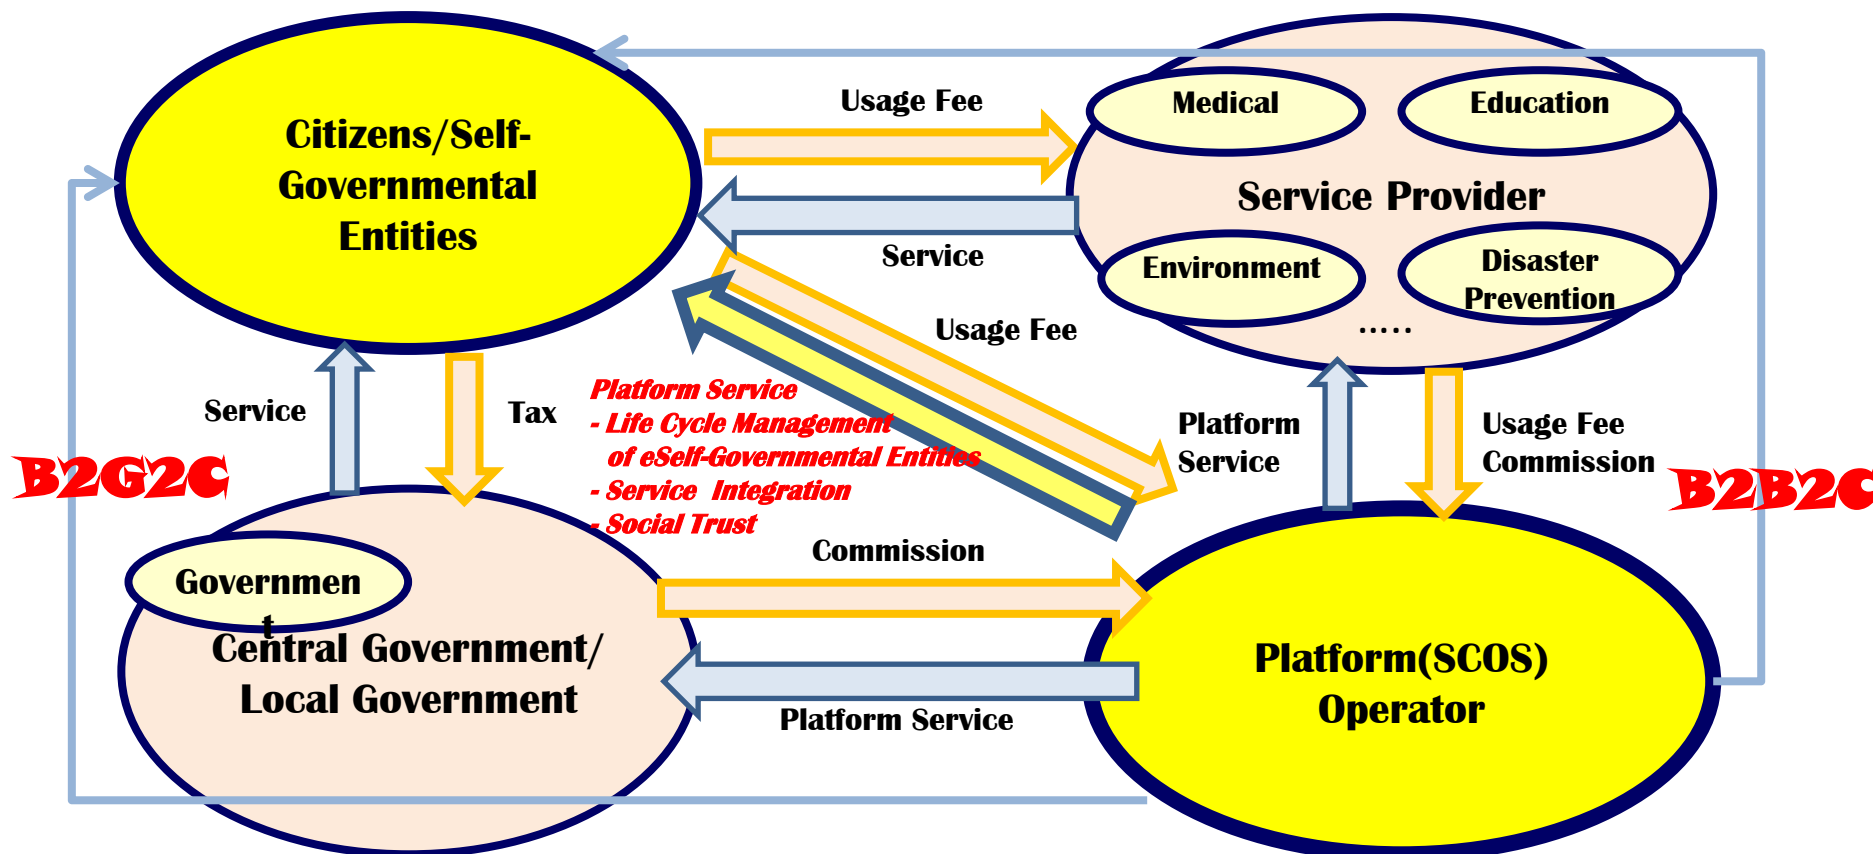 Usage Fee
Medical
Education
Citizens/Self-
Governmental
Entities
Service Provider
Service
Environment
Disaster
Prevention
.....
Usage Fee
Service
Tax
Platform Service
- Life Cycle Management
of eSelf-Governmental Entities
- Service Integration
- Social Trust
Platform
Service
Usage Fee
Commission
B2G2C
B2B2C
Commission
Governmen
t
Central Government/
Local Government
Platform(SCOS)
Operator
Platform Service